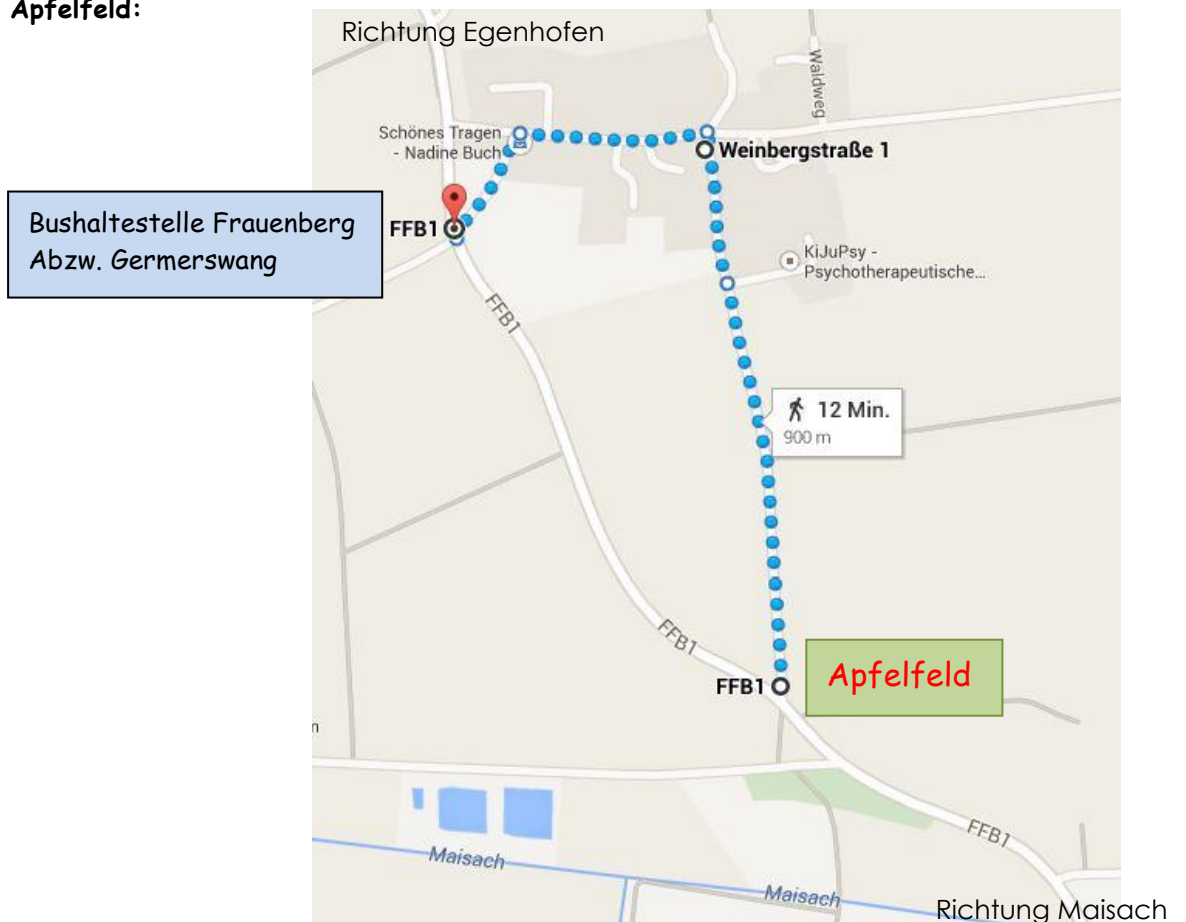 Apfelfeld:
Richtung Egenhofen
Waldweg
Schönes Tragen
- Nadine Buch
Weinbergstraße 1
Bushaltestelle Frauenberg
Abzw. Germerswang
FFB1
KiJuPsy -
Psychotherapeutische...
FFB1
12 Min.
900 m
FFB1
Apfelfeld
FFB1
n
FFB1
Maisach
Maisach
Richtung Maisach